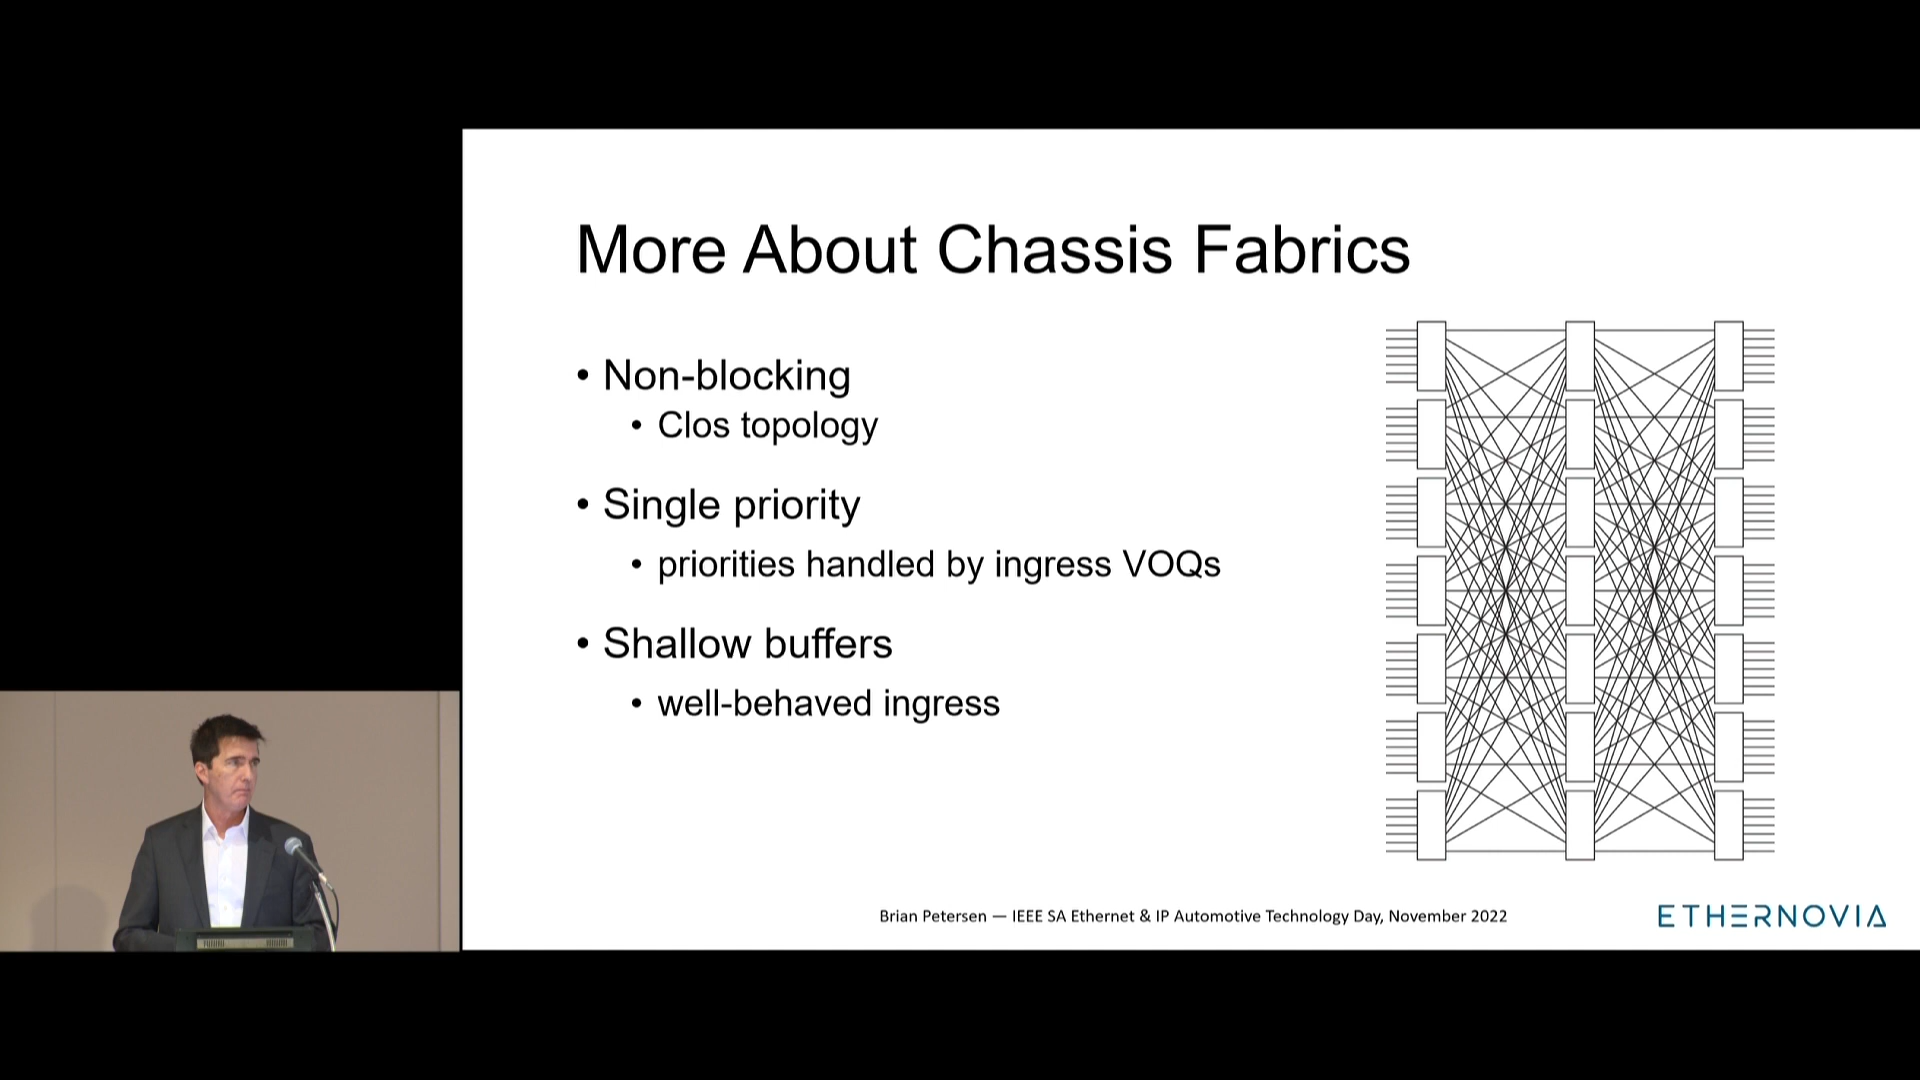 More About Chassis Fabrics
• Non-blocking
• Clos topology
• Single priority
• priorities handled by ingress VOQs
• Shallow buffers
• well-behaved ingress
Brian Petersen — IEEE SA Ethernet & IP Automotive Technology Day, November 2022
ETHERNOVIA